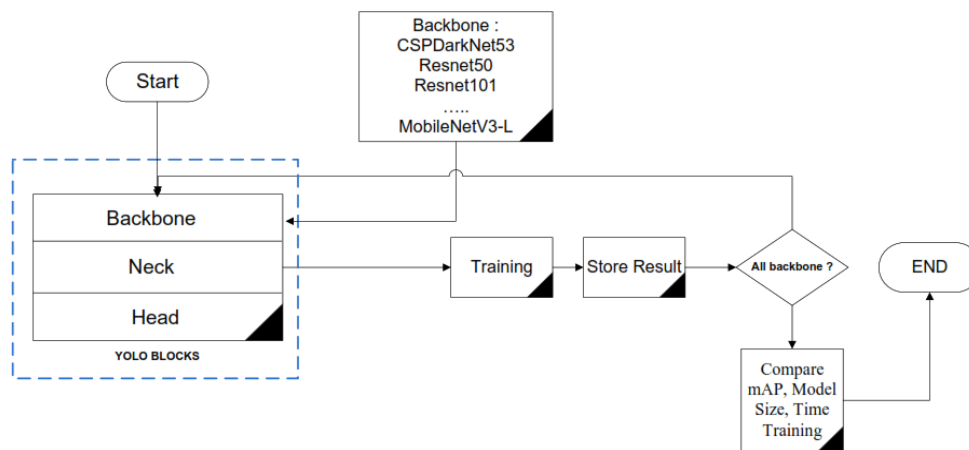 Start
Backbone :
CSPDarkNet53
Resnet50
Resnet101
…..
MobileNetV3-L
Backbone
Neck
Head
YOLO BLOCKS
Training
Store Result
All backbone ?
END
Compare
mAP, Model
Size, Time
Training